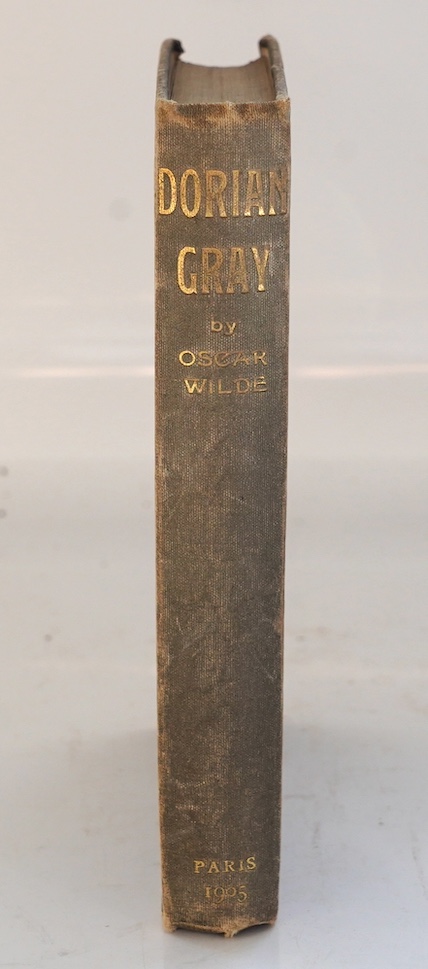 DORIAN
GRAY
by
OSCAR
WILDE
PARIS
1905